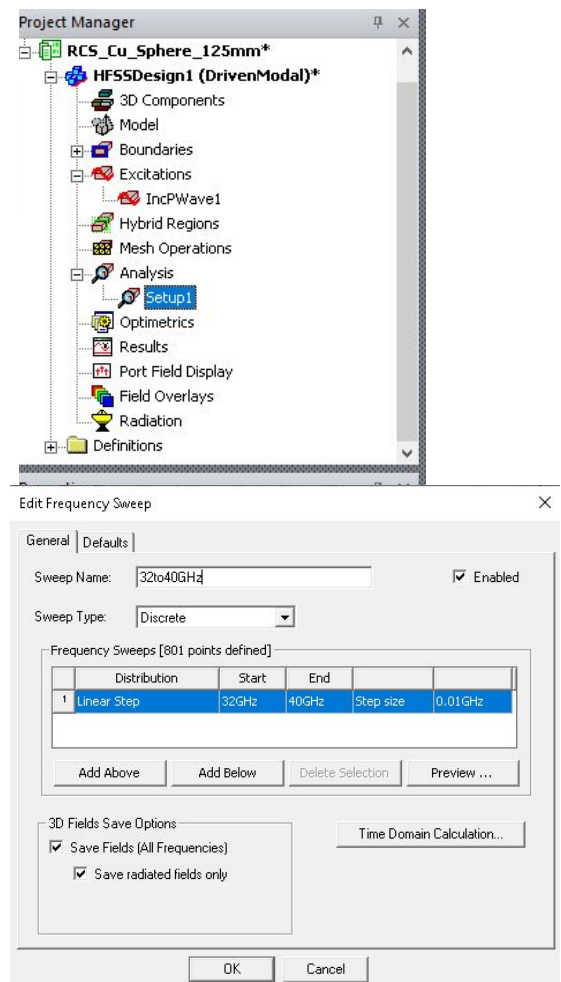 Project Manager
RCS_Cu_Sphere_125mm*
HFSSDesign1 (DrivenModal)*
3D Components
Model
Boundaries
Excitations
IncPWave1
Hybrid Regions
Mesh Operations
Analysis
Setup1
Optimetrics
Results
Port Field Display
Field Overlays
Radiation
Definitions
Edit Frequency Sweep
General Defaults
Sweep Name: 32to40GHz Enabled
Sweep Type: Discrete
Frequency Sweeps [801 points defined]
Distribution Start End
1 Linear Step 32GHz 40GHz Step size 0.01GHz
Add Above Add Below Delete Selection Preview ...
3D Fields Save Options
Time Domain Calculation...
Save Fields (All Frequencies)
Save radiated fields only
OK Cancel